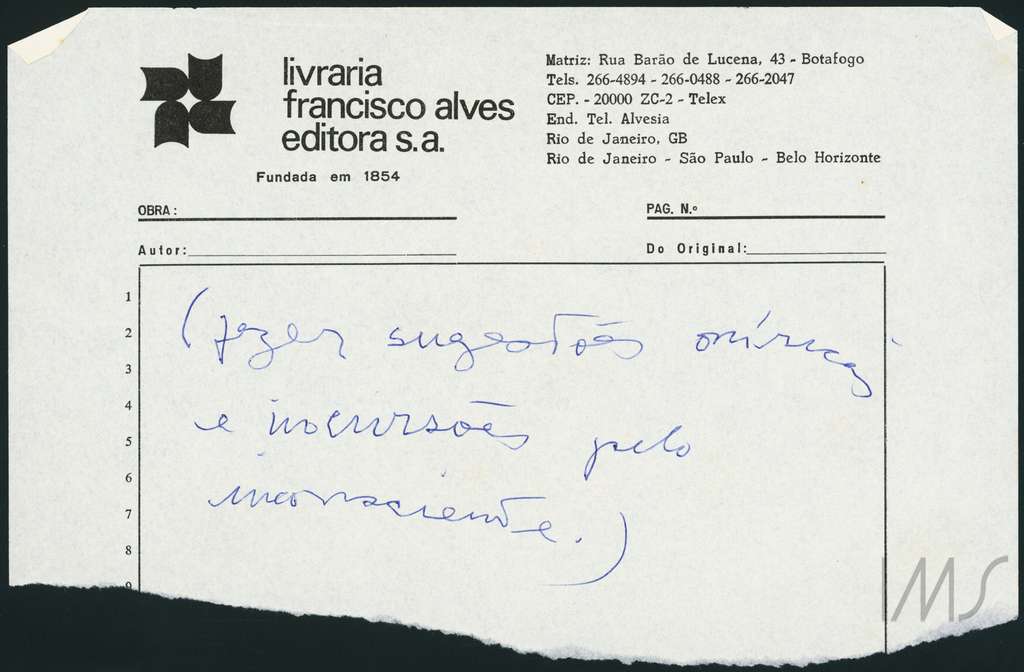 livraria
francisco alves
editora s.a.
Fundada em 1854
Matriz: Rua Barão de Lucena, 43 - Botafogo
Tels. 266-4894 - 266-0488 - 266-2047
CEP. - 20000 ZC-2 - Telex
End. Tel. Alvesia
Rio de Janeiro, GB
Rio de Janeiro - São Paulo - Belo Horizonte
OBRA:
PAG. N.º
Autor:
Do Original:
1
2
3
4
5
6
7
8
9
(fazer sugestões oníricas
e incursões pelo
inconsciente.)
MS